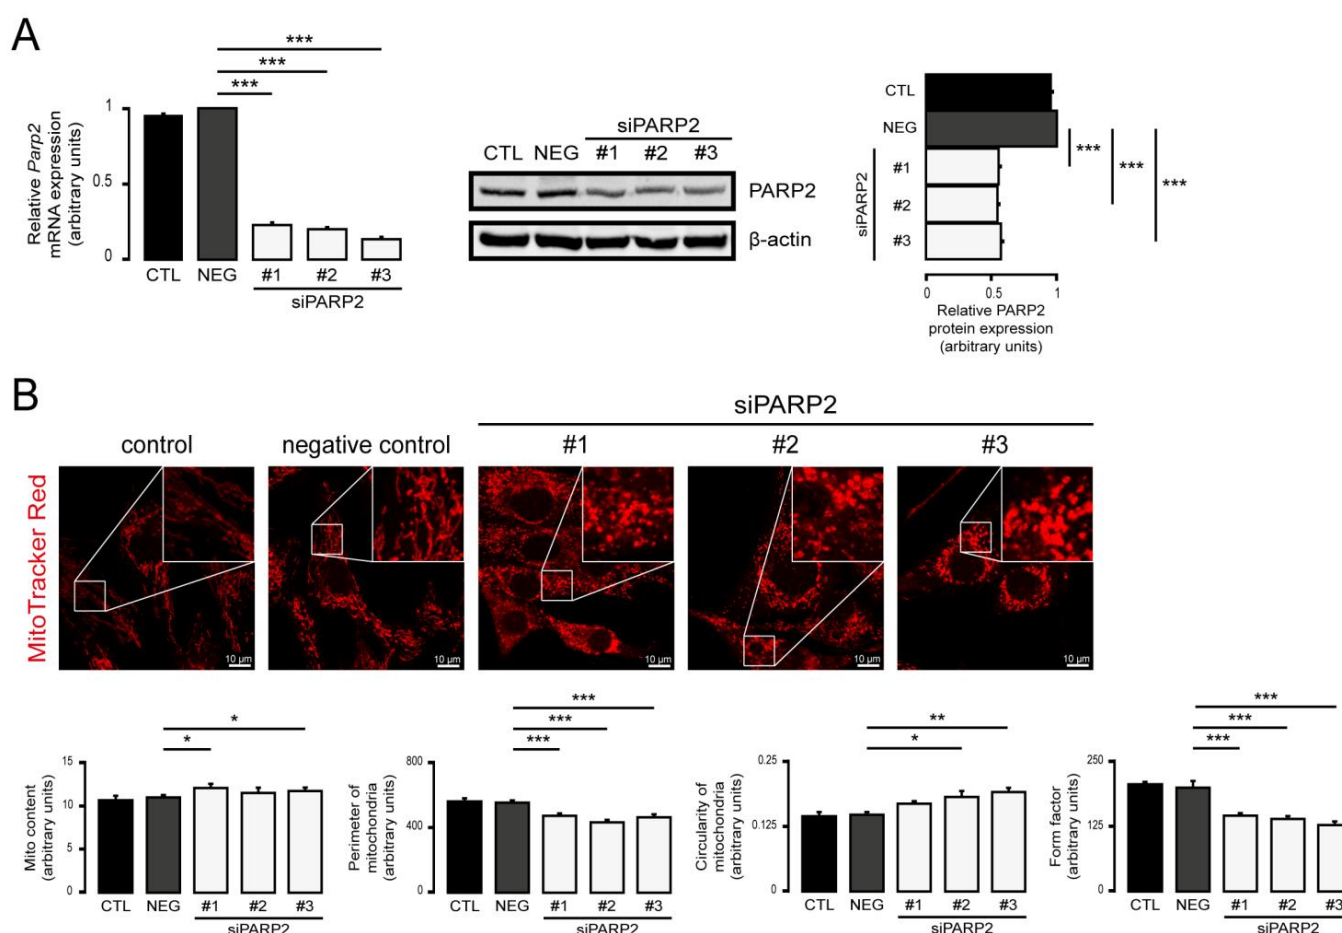 A
***
***
***
Relative Parp2
mRNA expression
(arbitrary units)
1
0.5
0
CTL NEG #1 #2 #3
siPARP2
siPARP2
CTL NEG #1 #2 #3
PARP2
β-actin
CTL
NEG
#1
#2
#3
siPARP2
***
***
***
0 0.5 1
Relative PARP2
protein expression
(arbitrary units)
B
siPARP2
control negative control #1 #2 #3
MitoTracker Red
10 µm 10 µm 10 µm 10 µm 10 µm
*
*
Mito content
(arbitrary units)
15
10
5
0
CTL NEG #1 #2 #3
siPARP2
***
***
***
Perimeter of
mitochondria
(arbitrary units)
800
400
0
CTL NEG #1 #2 #3
siPARP2
**
*
Circularity of
mitochondria
(arbitrary units)
0.25
0.125
0
CTL NEG #1 #2 #3
siPARP2
***
***
***
Form factor
(arbitrary units)
250
125
0
CTL NEG #1 #2 #3
siPARP2